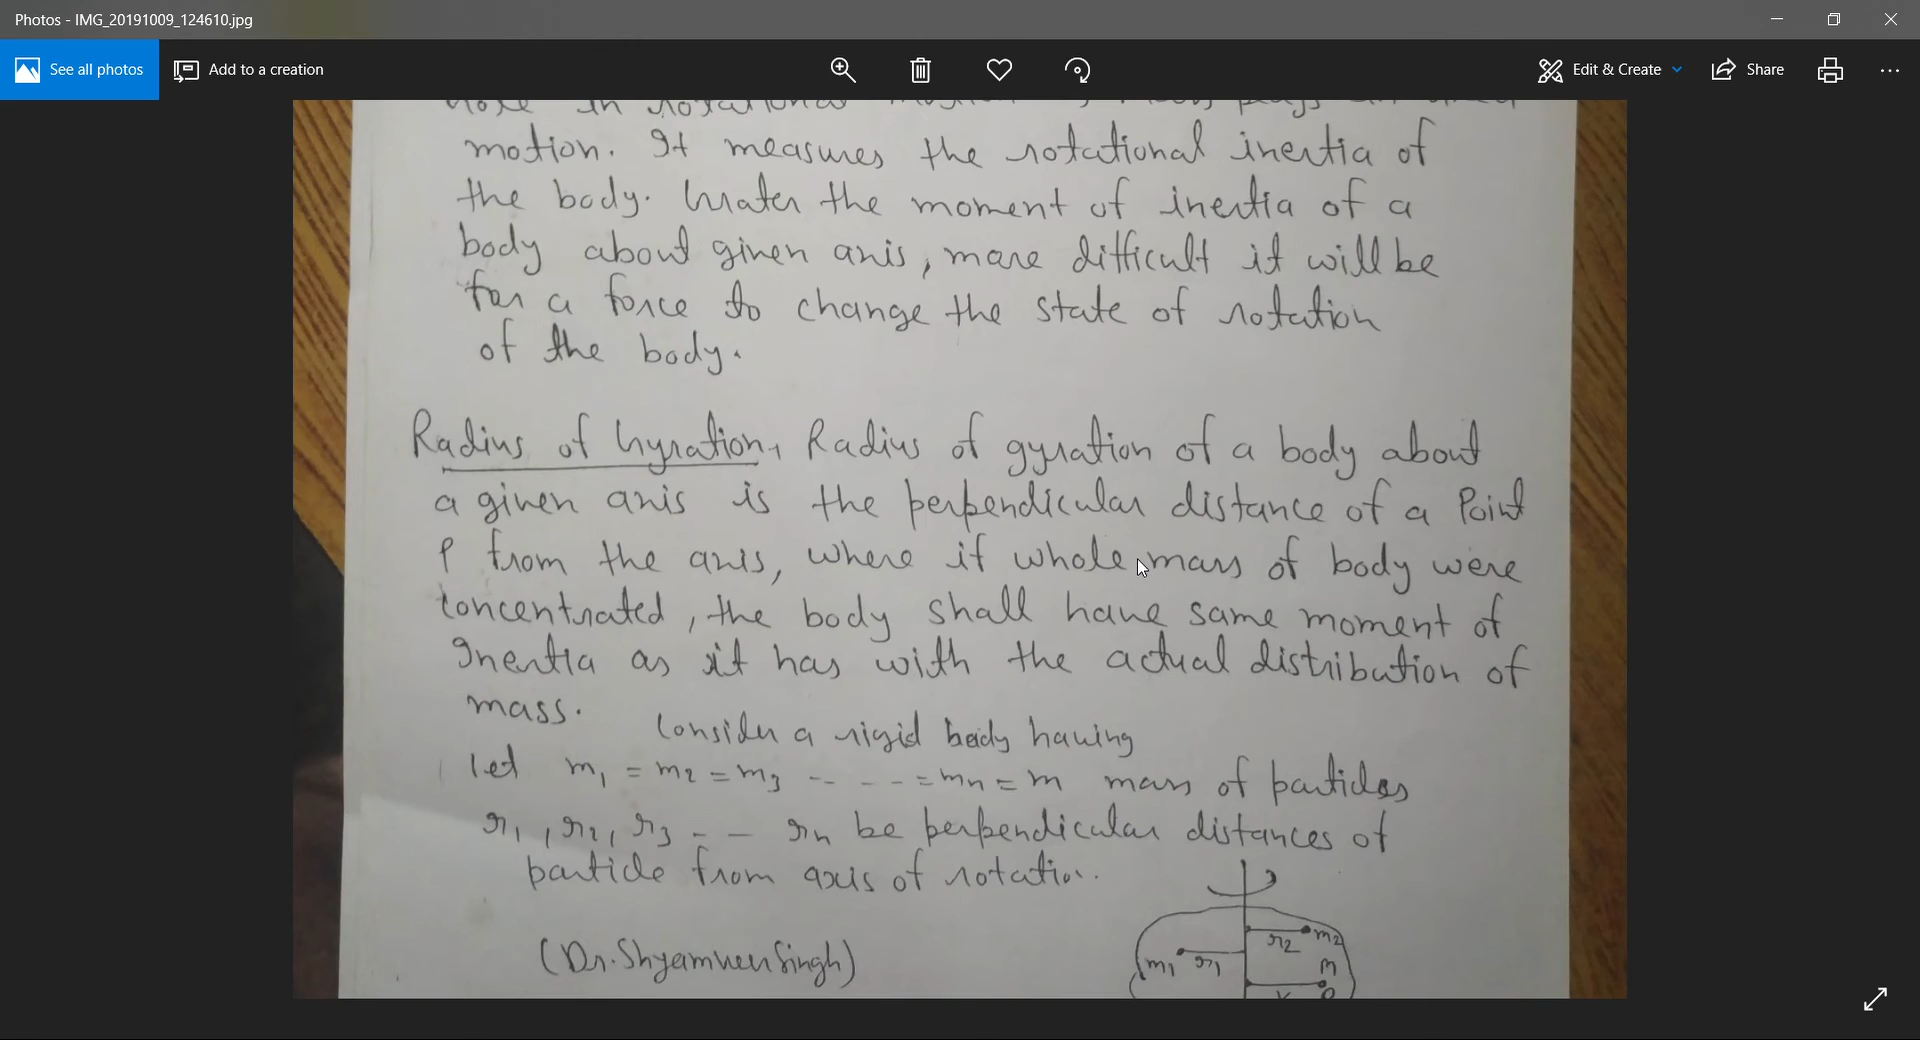 Photos - IMG_20191009_124610.jpg
See all photos
Add to a creation
Edit & Create
Share
in rotational
motion. It measures the rotational inertia of
the body. Grater the moment of inertia of a
body about given axis, more difficult it will be
for a force to change the state of rotation
of the body.
Radius of Gyration, Radius of gyration of a body about
a given axis is the perpendicular distance of a Point
P from the axis, where if whole mass of body were
Concentrated, the body shall have same moment of
Inertia as it has with the actual distribution of
mass.
Consider a rigid body having
let m₁ = m₂ = m₃ -- - -- = mn = m mass of particles
r₁, r₂, r₃ - - rn be perpendicular distances of
particle from axis of rotation.
(Dr. Shyamveer Singh)
r₂ m₂
m₁ r₁
M
K